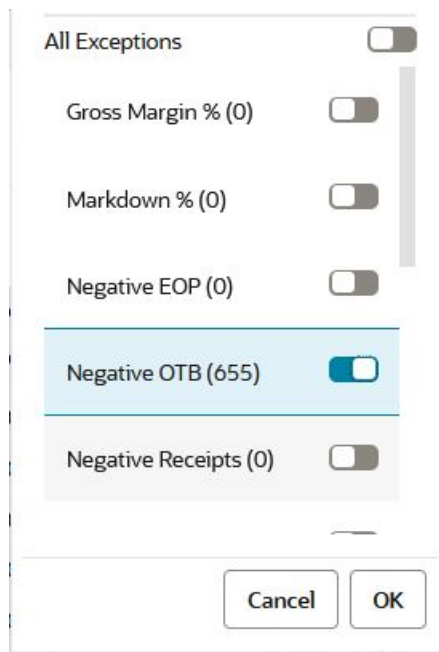 All Exceptions
Gross Margin % (0)
Markdown % (0)
Negative EOP (0)
Negative OTB (655)
Negative Receipts (0)
Cancel OK